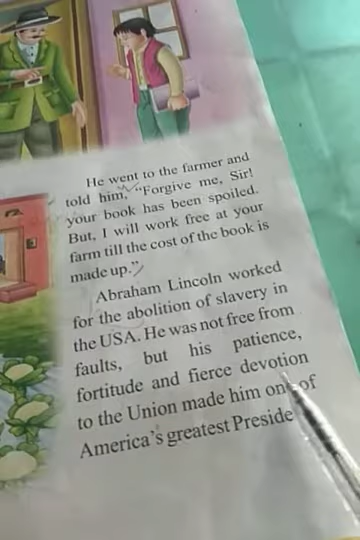 He went to the farmer and
told him, "Forgive me, Sir!
your book has been spoiled.
But, I will work free at your
farm till the cost of the book is
made up."
Abraham Lincoln worked
for the abolition of slavery in
the USA. He was not free from
faults, but his patience,
fortitude and fierce devotion
to the Union made him one of
America's greatest Preside